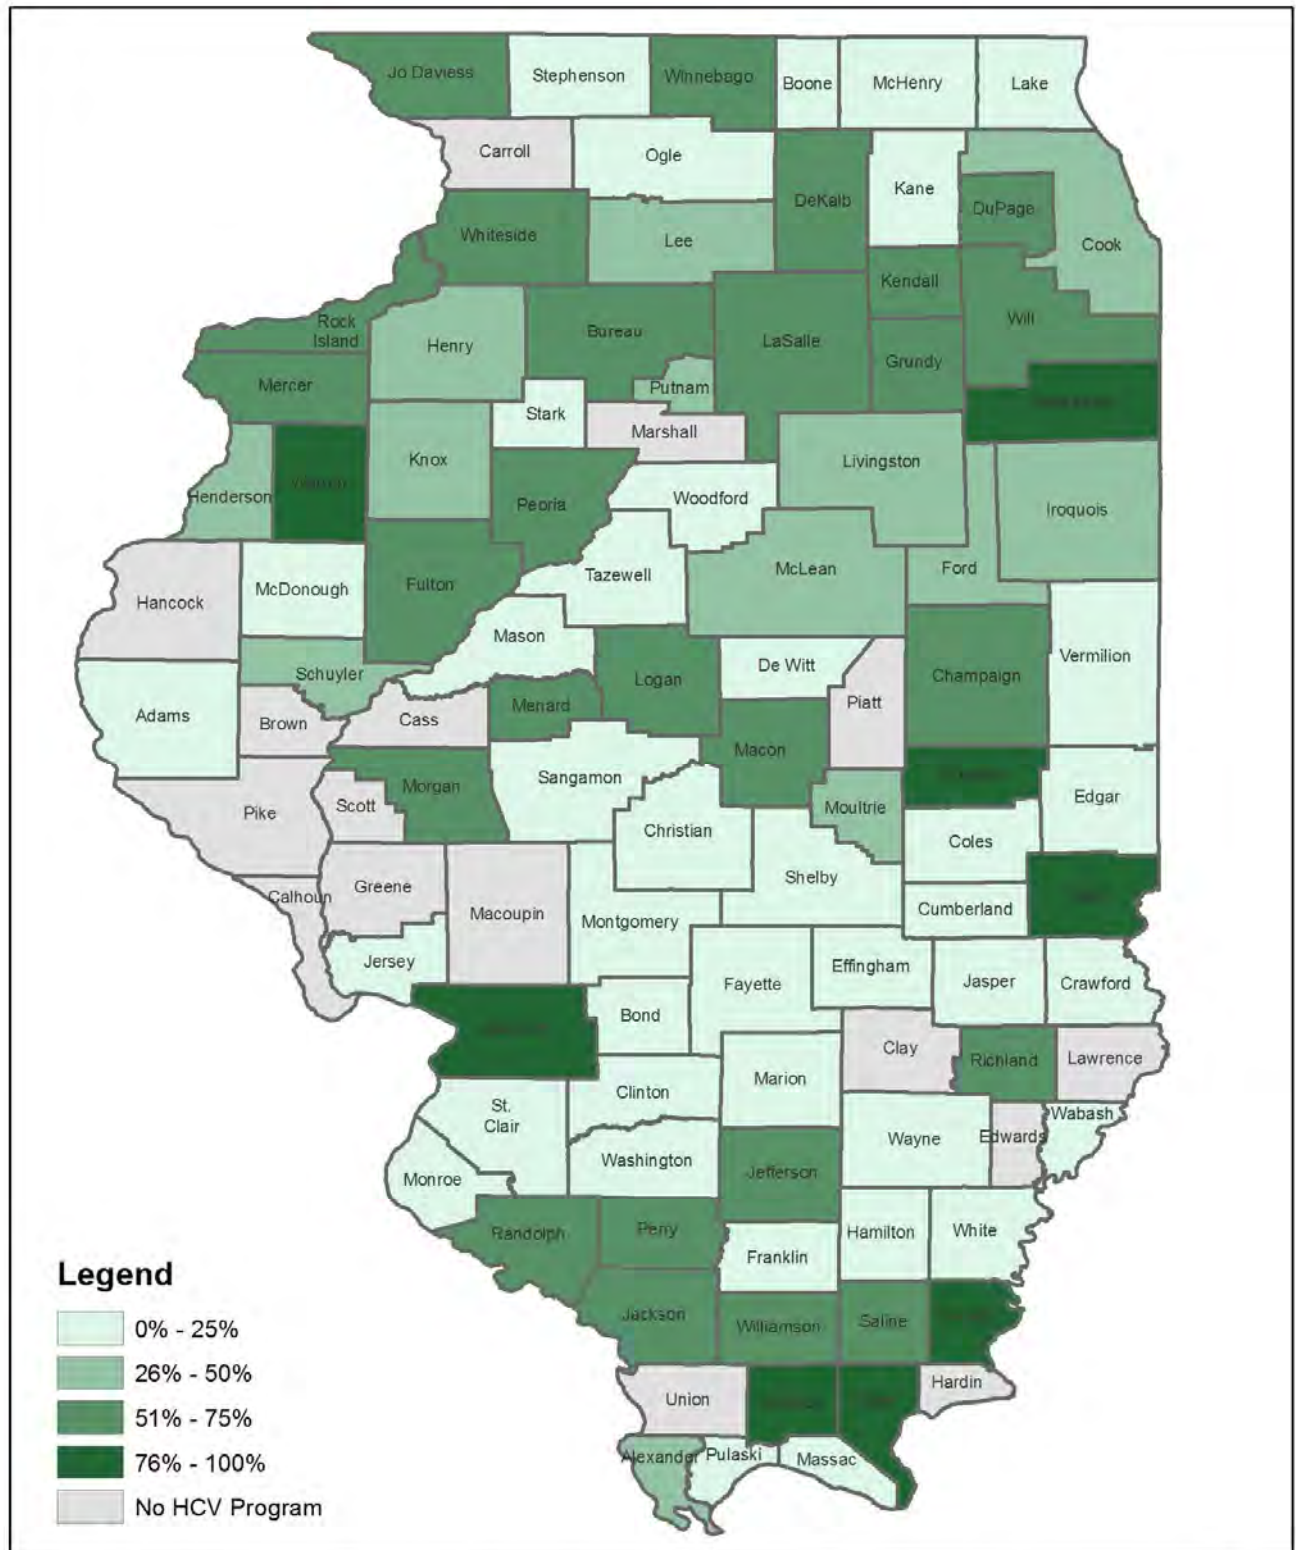 Jo Daviess
Stephenson
Winnebago
Boone
McHenry
Lake
Carroll
Ogle
DeKalb
Kane
DuPage
Cook
Whiteside
Lee
Kendall
Will
Rock
Island
Henry
Bureau
LaSalle
Grundy
Mercer
Putnam
Stark
Marshall
Knox
Livingston
Henderson
Peoria
Woodford
Iroquois
Hancock
McDonough
Fulton
Tazewell
McLean
Ford
Mason
Schuyler
Logan
De Witt
Vermilion
Adams
Brown
Cass
Menard
Piatt
Champaign
Macon
Pike
Scott
Morgan
Sangamon
Moultrie
Edgar
Christian
Coles
Calhoun
Greene
Macoupin
Shelby
Montgomery
Cumberland
Jersey
Fayette
Effingham
Jasper
Crawford
Bond
Clay
Richland
Lawrence
Marion
Clinton
St.
Clair
Wayne
Edwards
Wabash
Washington
Monroe
Jefferson
Randolph
Perry
Franklin
Hamilton
White
Jackson
Williamson
Saline
Union
Hardin
Alexander
Pulaski
Massac
Legend
0% - 25%
26% - 50%
51% - 75%
76% - 100%
No HCV Program